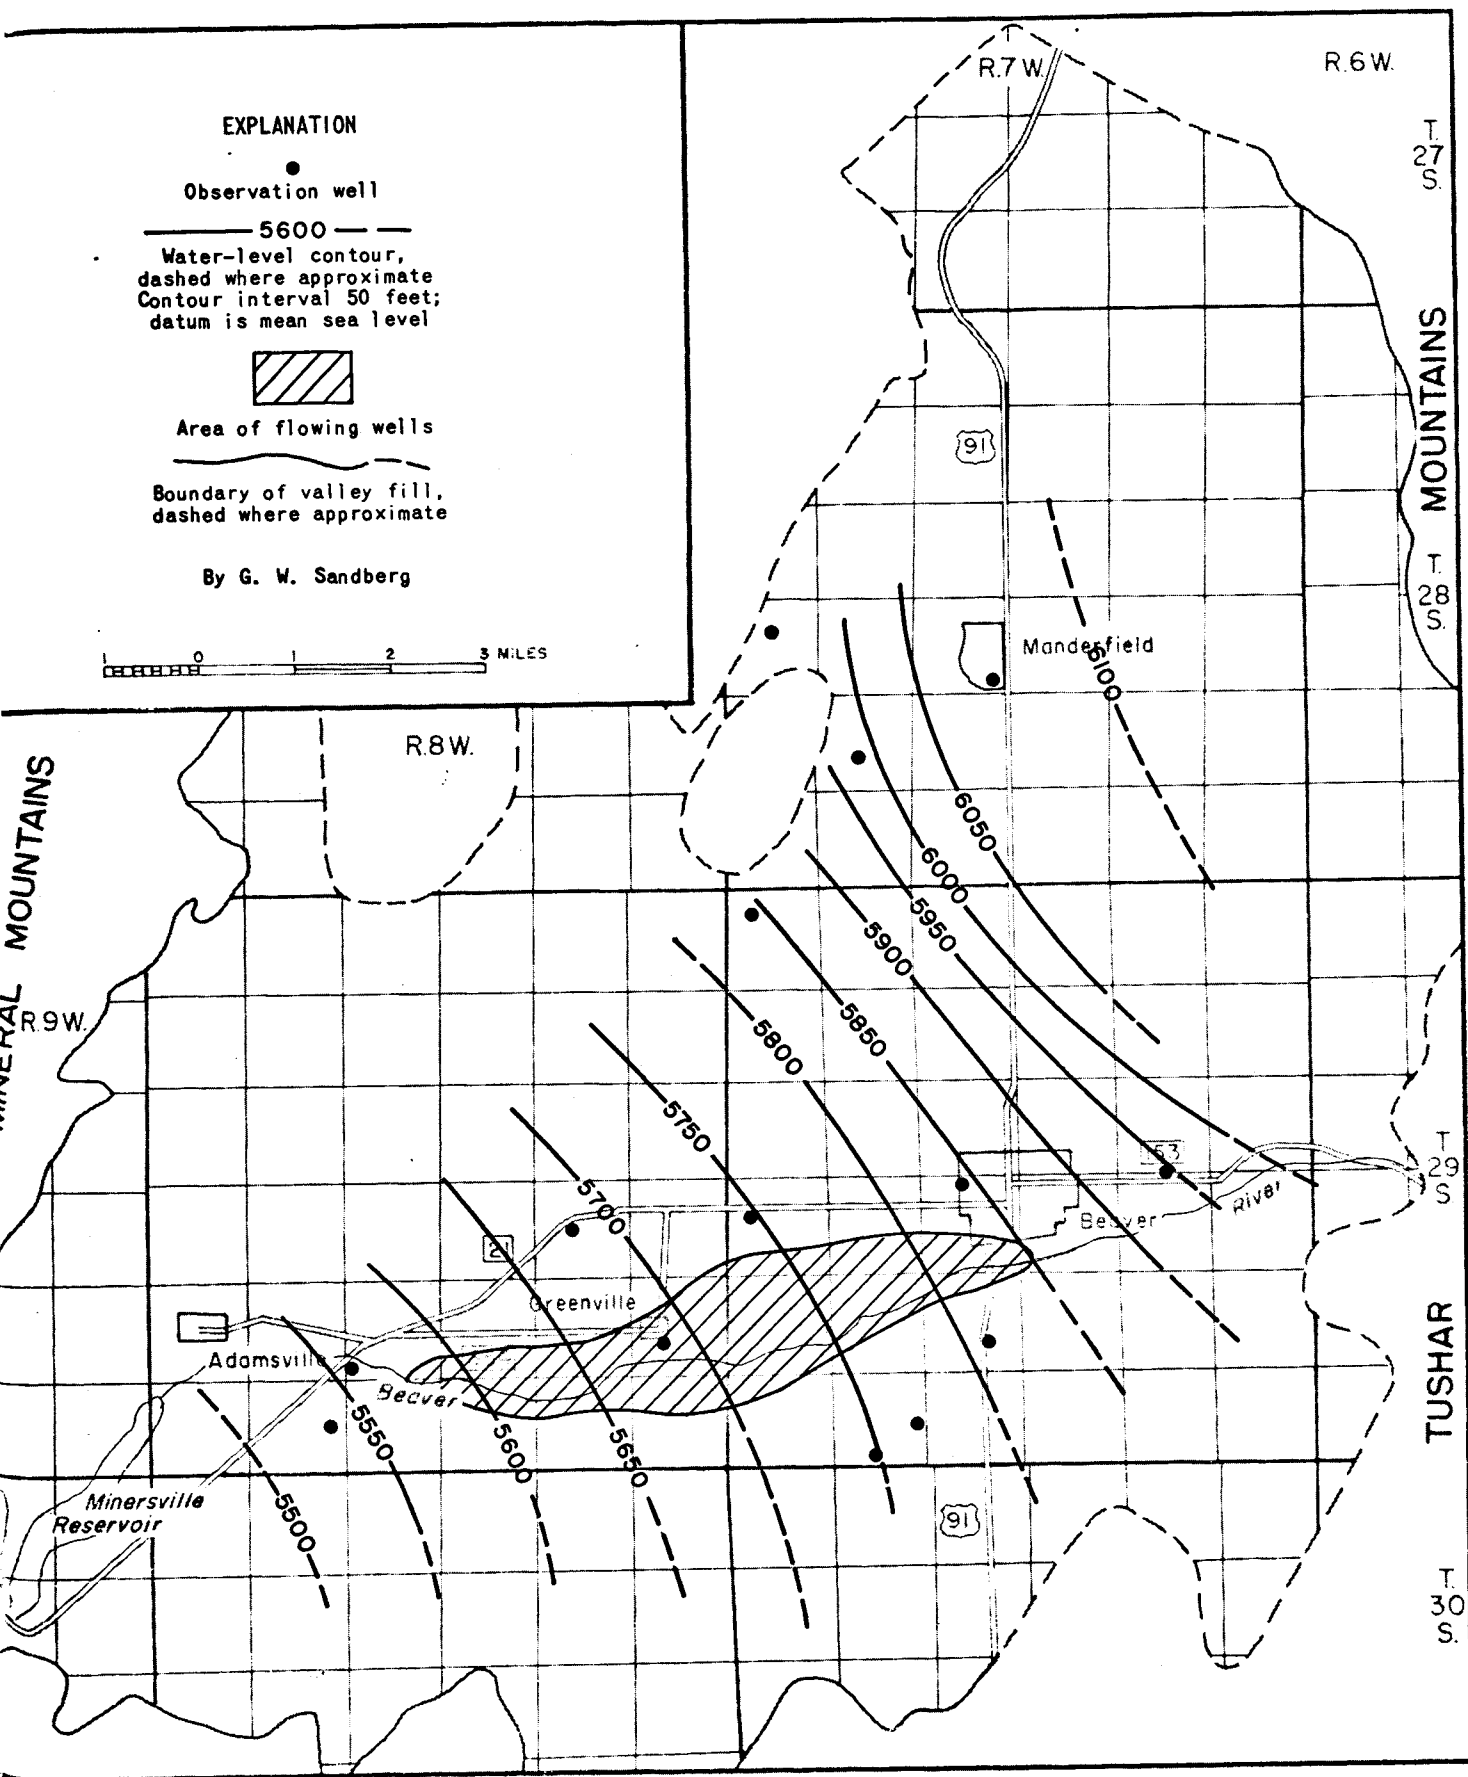 EXPLANATION
Observation well
5600
Water-level contour,
dashed where approximate
Contour interval 50 feet;
datum is mean sea level
Area of flowing wells
Boundary of valley fill,
dashed where approximate
By G. W. Sandberg
1 0 1 2 3 MILES
R.7 W.
R.6 W.
T.
27
S.
MOUNTAINS
91
T.
28
S.
Manderfield
6100
R.8 W.
MINERAL MOUNTAINS
R.9 W.
6050
6000
5950
5900
5850
5800
5750
5700
53
T
29
S
River
Beaver
21
Greenville
Adamsville
Beaver
TUSHAR
5550
5600
5650
5500
Minersville
Reservoir
91
T.
30
S.